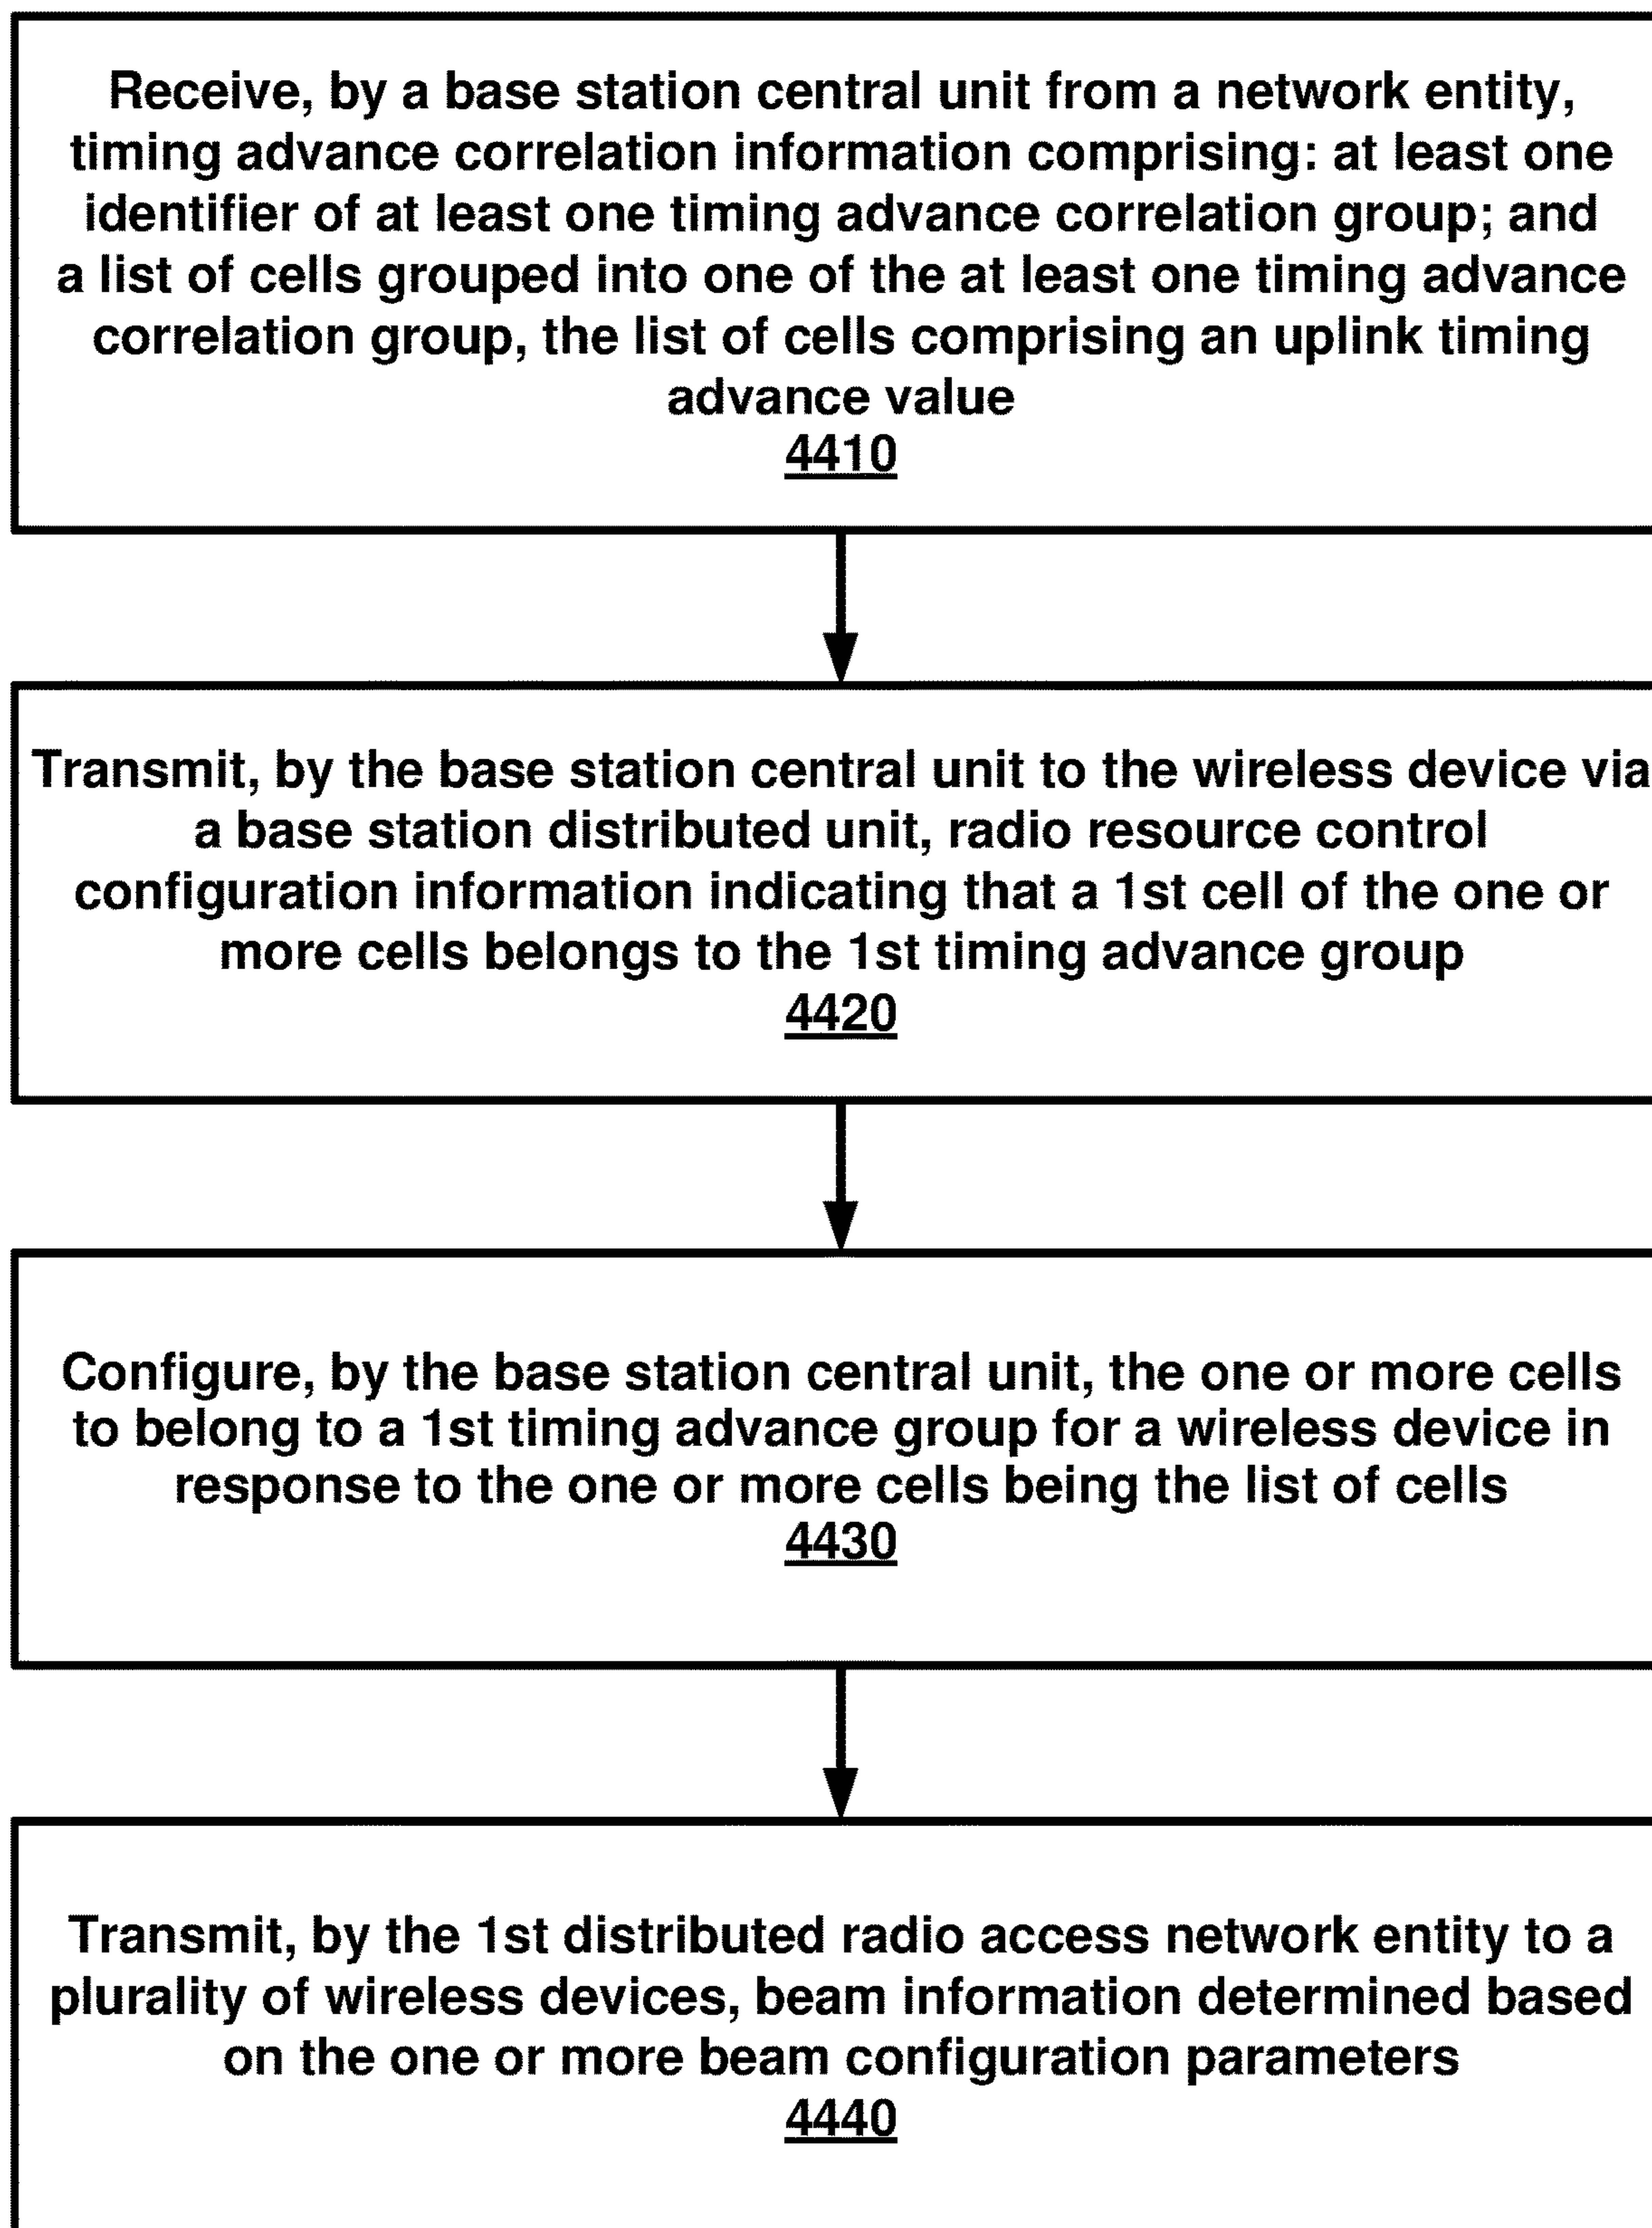 Receive, by a base station central unit from a network entity,
timing advance correlation information comprising: at least one
identifier of at least one timing advance correlation group; and
a list of cells grouped into one of the at least one timing advance
correlation group, the list of cells comprising an uplink timing
advance value
4410
Transmit, by the base station central unit to the wireless device via
a base station distributed unit, radio resource control
configuration information indicating that a 1st cell of the one or
more cells belongs to the 1st timing advance group
4420
Configure, by the base station central unit, the one or more cells
to belong to a 1st timing advance group for a wireless device in
response to the one or more cells being the list of cells
4430
Transmit, by the 1st distributed radio access network entity to a
plurality of wireless devices, beam information determined based
on the one or more beam configuration parameters
4440